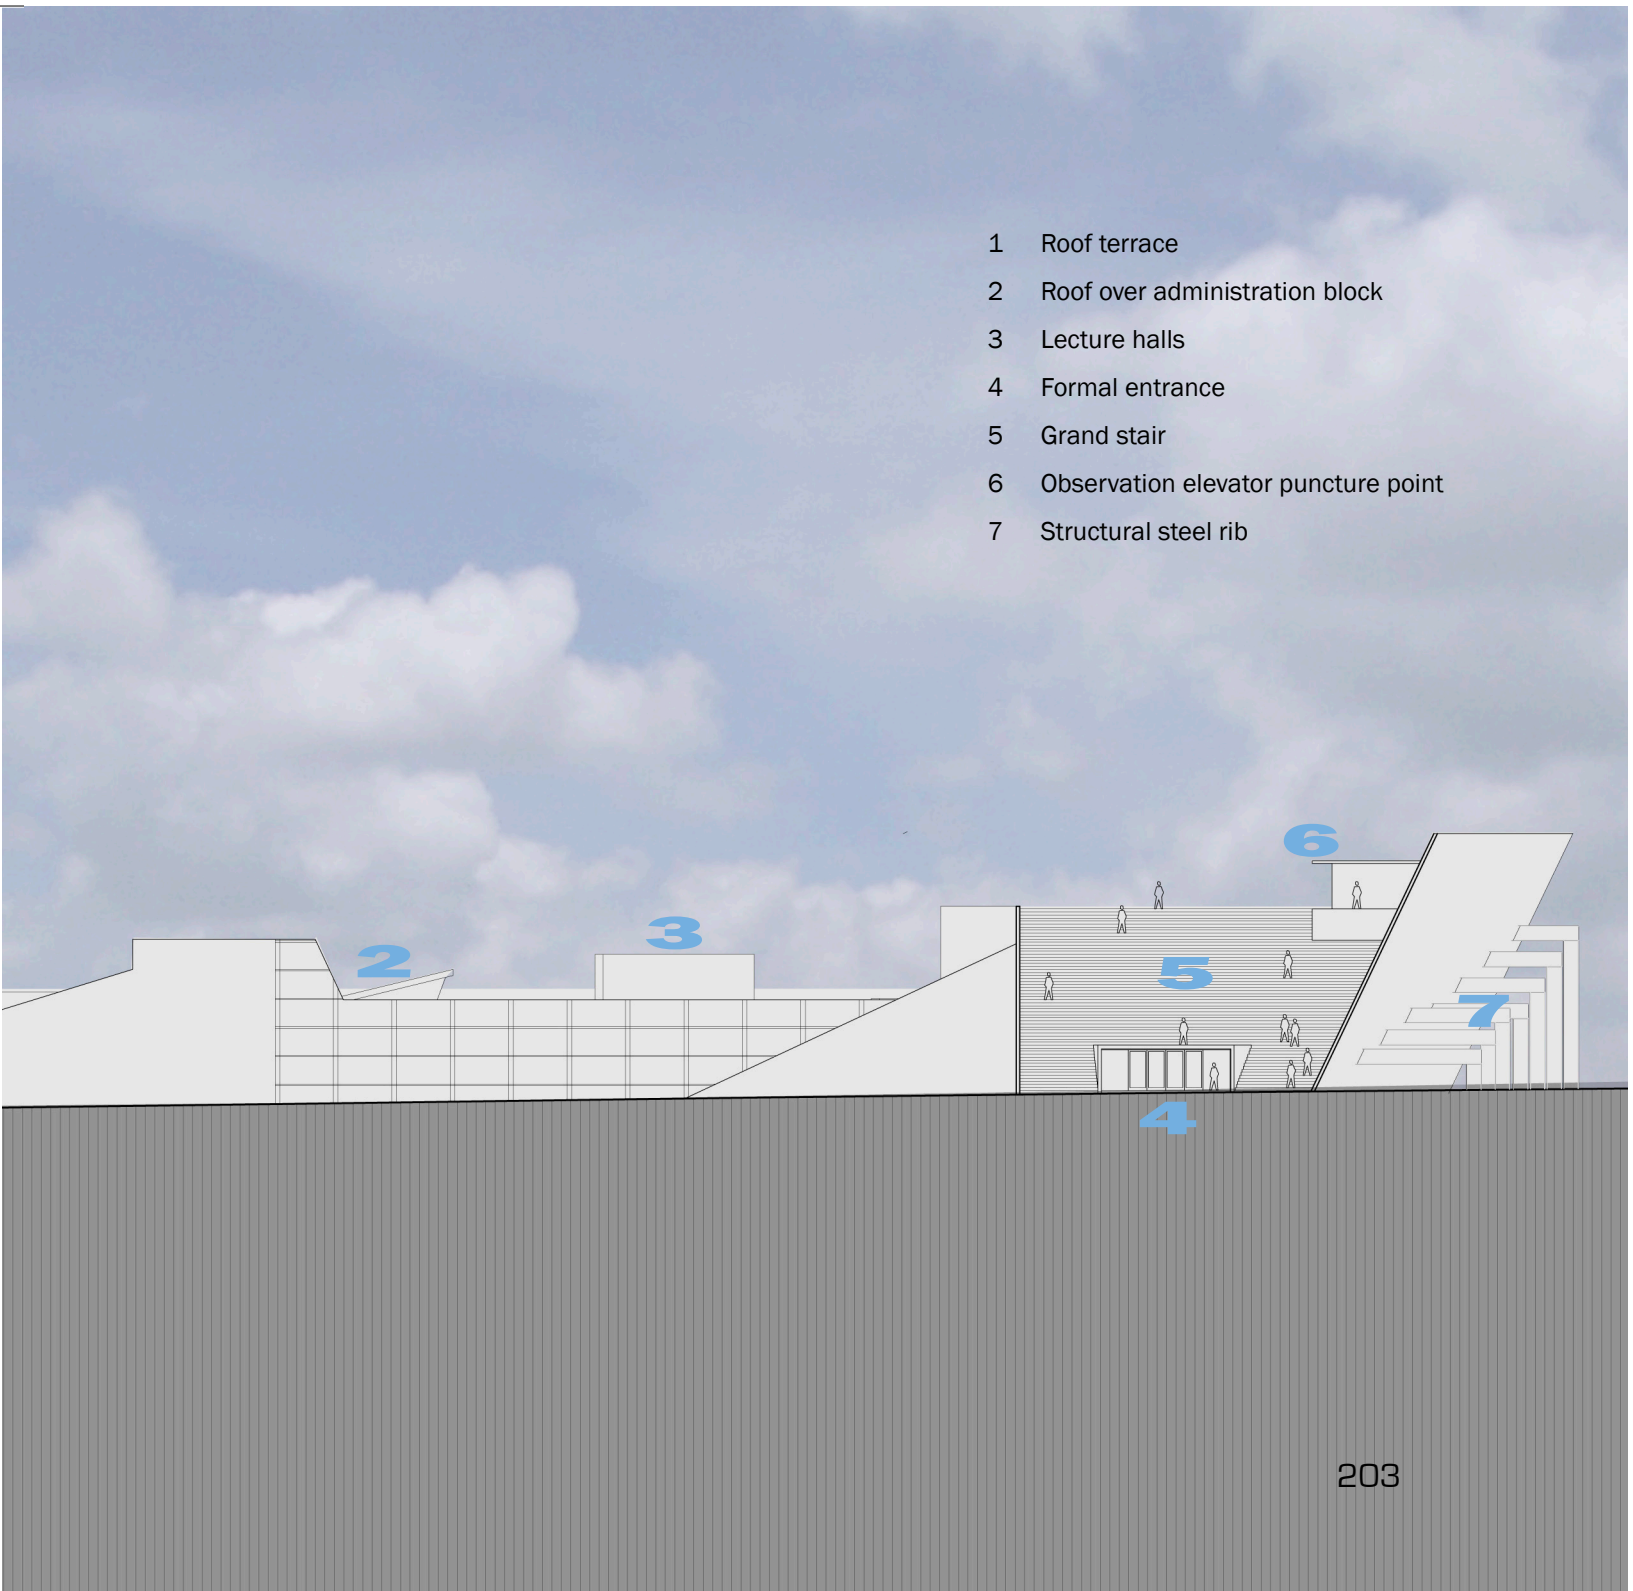 1 Roof terrace
2 Roof over administration block
3 Lecture halls
4 Formal entrance
5 Grand stair
6 Observation elevator puncture point
7 Structural steel rib
6
3
2
5
7
4
203